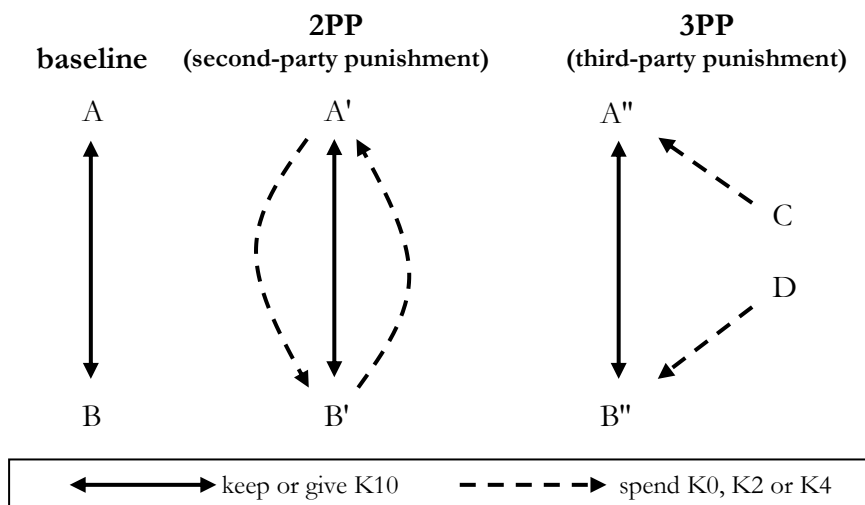 2PP 3PP
baseline (second-party punishment) (third-party punishment)
A A' A"
C
D
B B' B"
keep or give K10 spend K0, K2 or K4